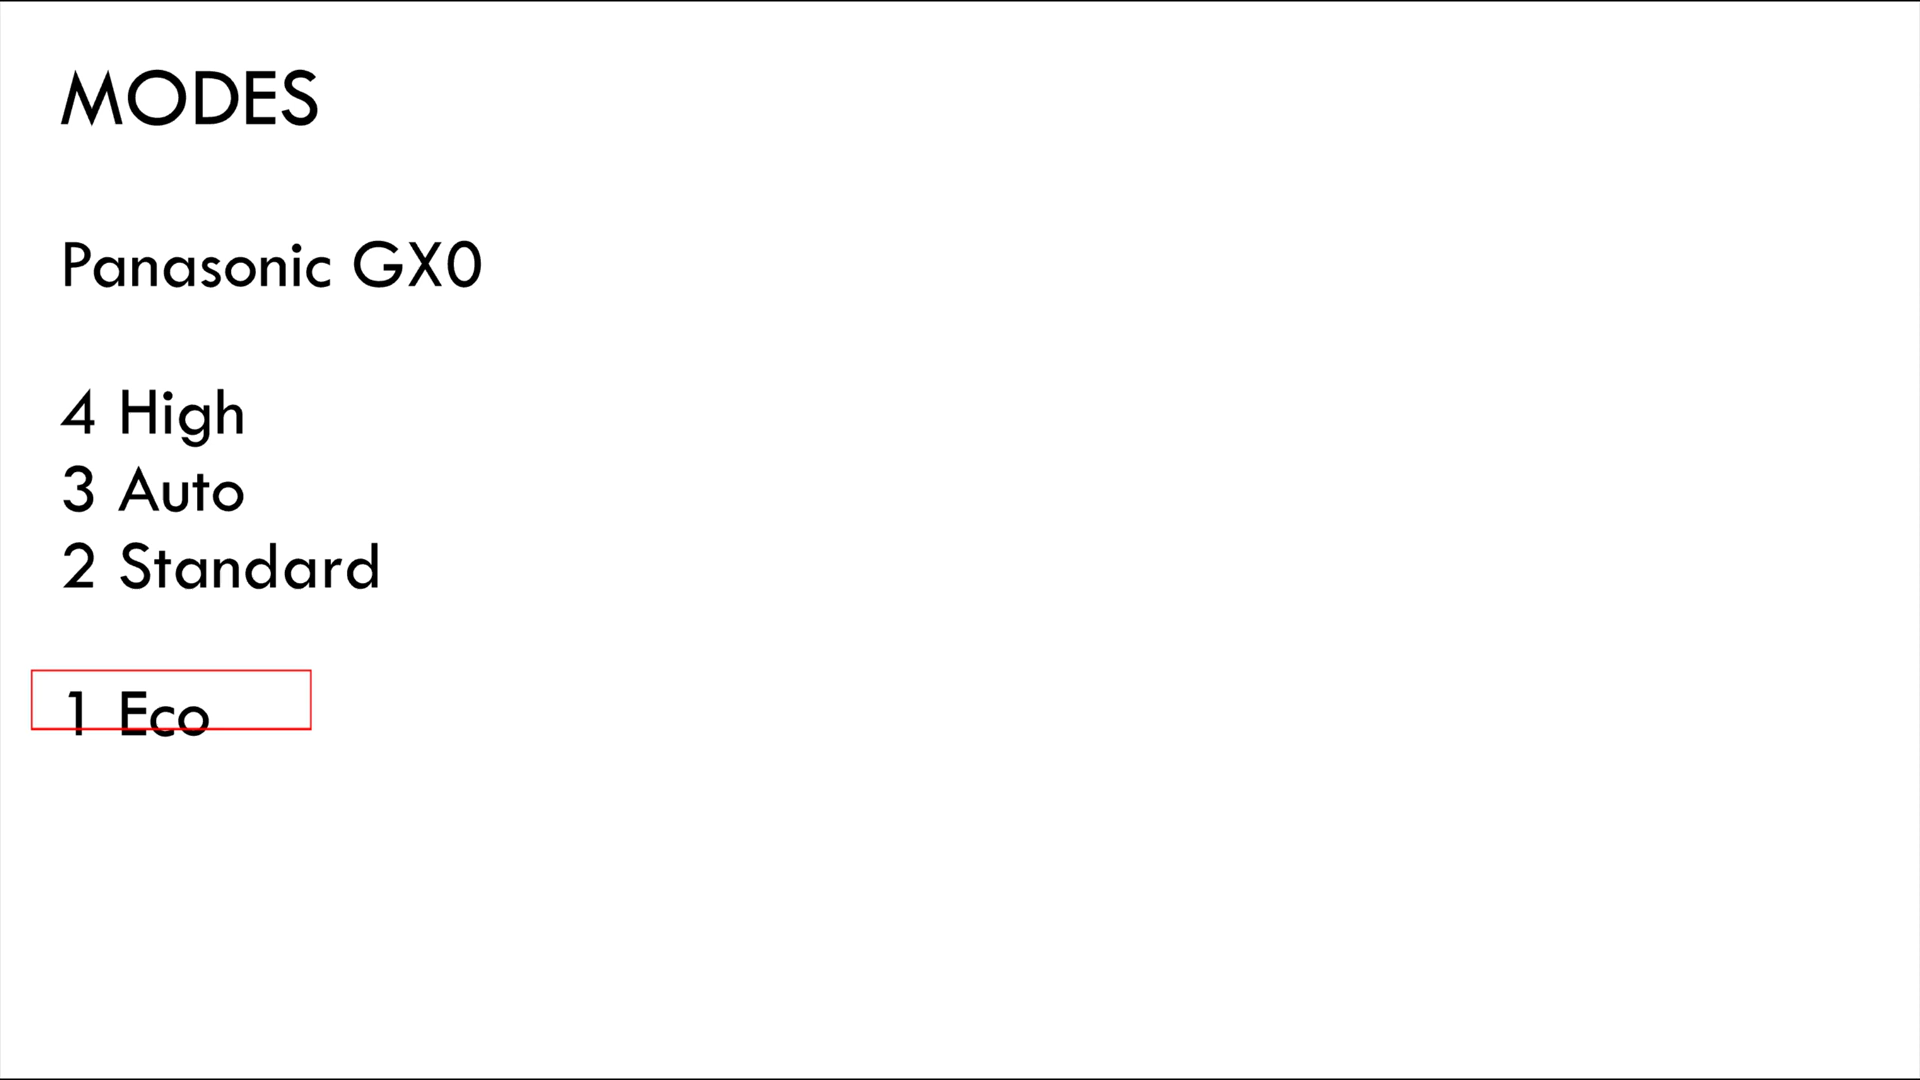 MODES
Panasonic GX0
4 High
3 Auto
2 Standard
1 Eco